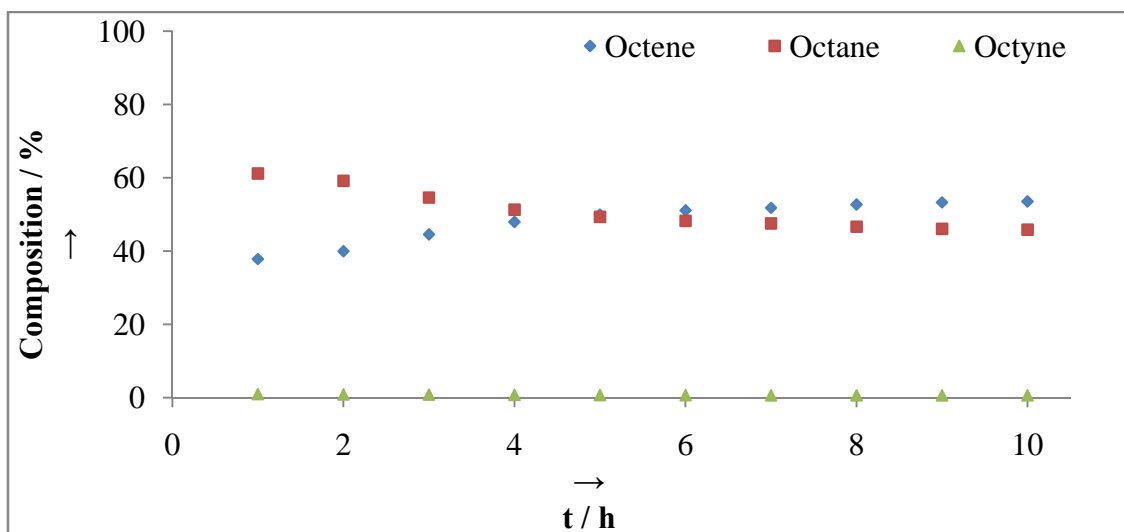 Octene Octane Octyne
100
80
60
40
20
0
Composition / %
→
0 2 4 6 8 10
→
t / h